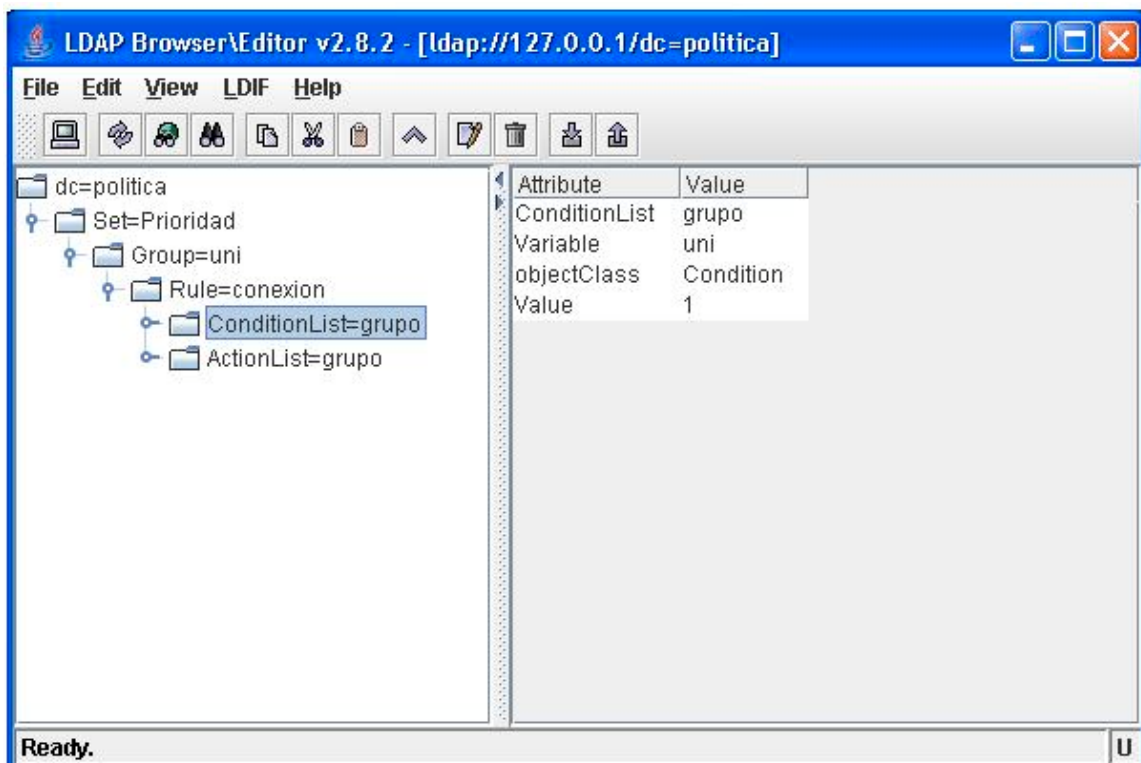 LDAP Browser\Editor v2.8.2 - [ldap://127.0.0.1/dc=politica]
File Edit View LDIF Help
dc=politica
Set=Prioridad
Group=uni
Rule=conexion
ConditionList=grupo
ActionList=grupo
Attribute Value
ConditionList grupo
Variable uni
objectClass Condition
Value 1
Ready. U